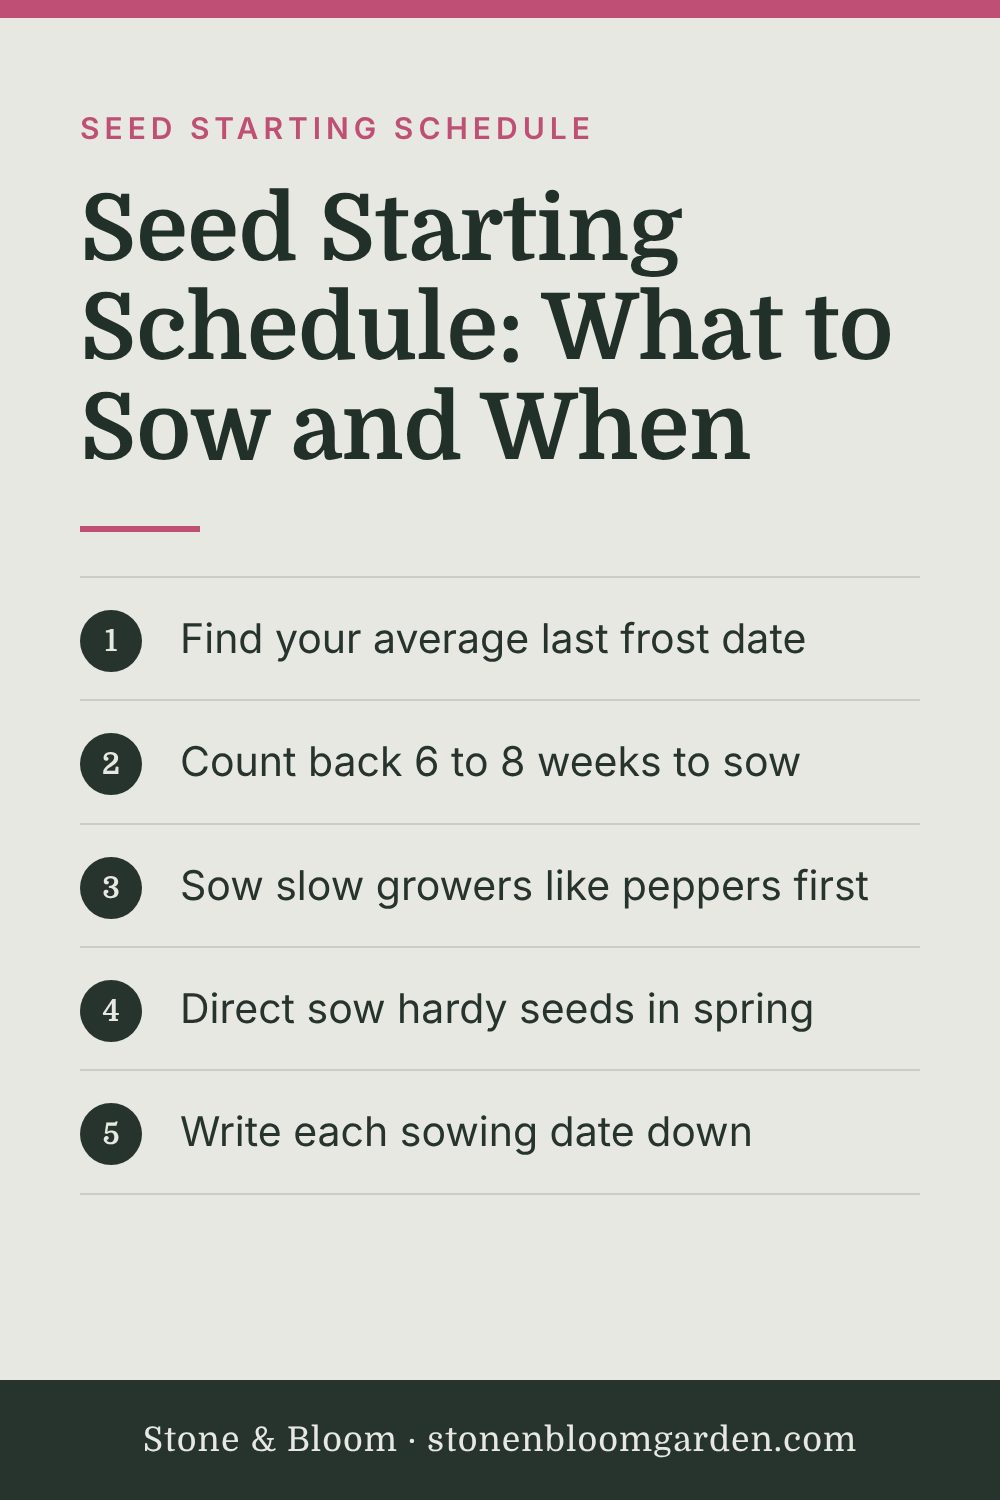 SEED STARTING SCHEDULE
Seed Starting
Schedule: What to
Sow and When
1 Find your average last frost date
2 Count back 6 to 8 weeks to sow
3 Sow slow growers like peppers first
4 Direct sow hardy seeds in spring
5 Write each sowing date down
Stone & Bloom · stonenbloomgarden.com